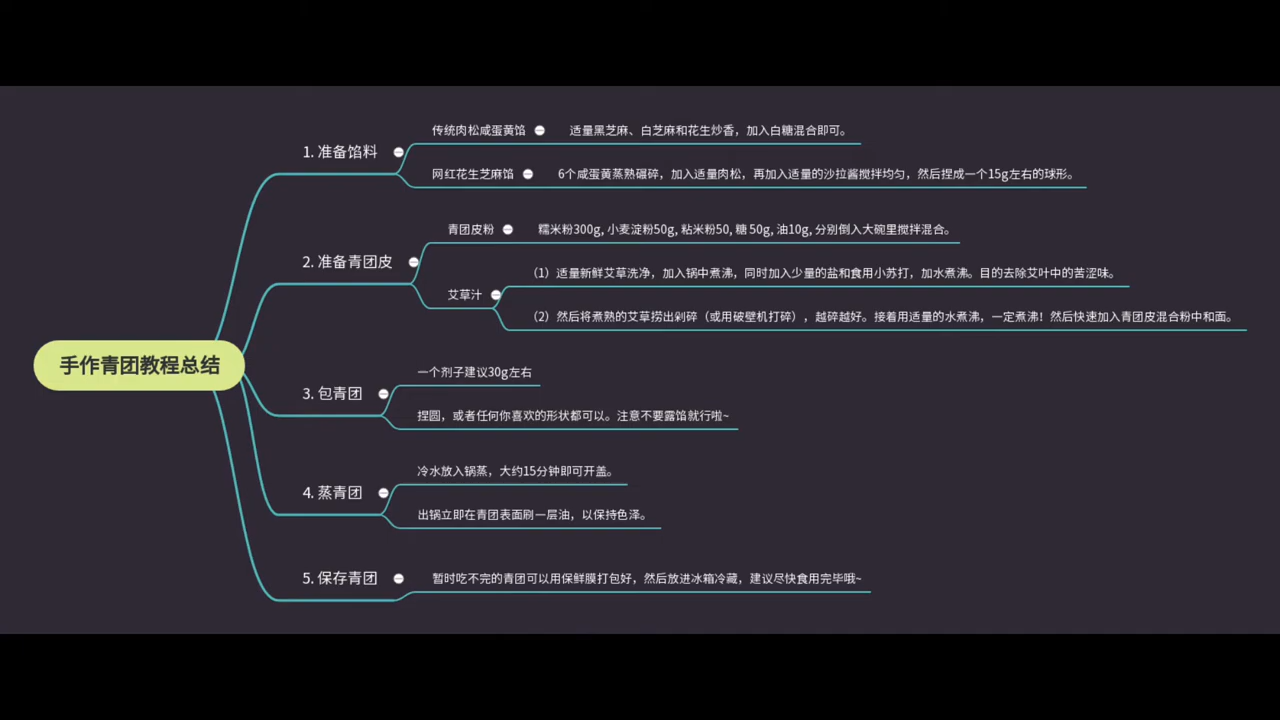 手作青团教程总结
1. 准备馅料
传统肉松咸蛋黄馅
适量黑芝麻、白芝麻和花生炒香，加入白糖混合即可。
网红花生芝麻馅
6个咸蛋黄蒸熟碾碎，加入适量肉松，再加入适量的沙拉酱搅拌均匀，然后捏成一个15g左右的球形。
2. 准备青团皮
青团皮粉
糯米粉300g, 小麦淀粉50g, 粘米粉50, 糖 50g, 油10g, 分别倒入大碗里搅拌混合。
艾草汁
（1）适量新鲜艾草洗净，加入锅中煮沸，同时加入少量的盐和食用小苏打，加水煮沸。目的去除艾叶中的苦涩味。
（2）然后将煮熟的艾草捞出剁碎（或用破壁机打碎），越碎越好。接着用适量的水煮沸，一定煮沸！然后快速加入青团皮混合粉中和面。
3. 包青团
一个剂子建议30g左右
捏圆，或者任何你喜欢的形状都可以。注意不要露馅就行啦~
4. 蒸青团
冷水放入锅蒸，大约15分钟即可开盖。
出锅立即在青团表面刷一层油，以保持色泽。
5. 保存青团
暂时吃不完的青团可以用保鲜膜打包好，然后放进冰箱冷藏，建议尽快食用完毕哦~